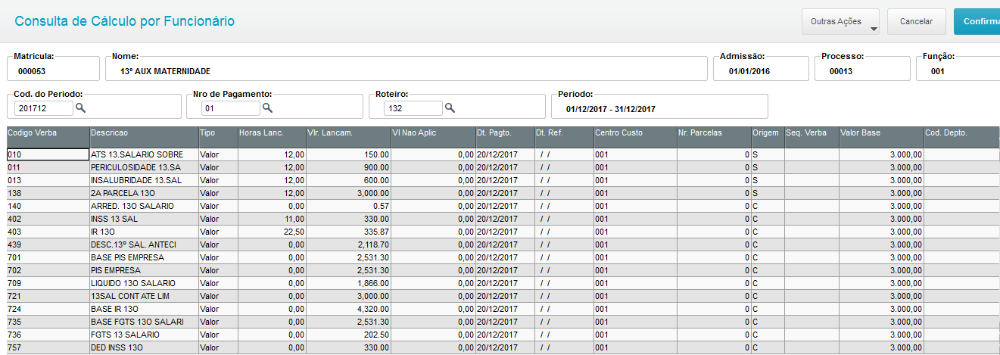 Consulta de Cálculo por Funcionário
Outras Ações
Cancelar
Confirma
Matricula: Nome: Admissão: Processo: Função:
000053 13º AUX MATERNIDADE 01/01/2016 00013 001
Cod. do Periodo: Nro de Pagamento: Roteiro: Periodo:
201712 01 132 01/12/2017 - 31/12/2017
Codigo Verba Descricao Tipo Horas Lanc. Vlr. Lancam. Vl Nao Aplic Dt. Pagto. Dt. Ref. Centro Custo Nr. Parcelas Origem Seq. Verba Valor Base Cod. Depto.
010 ATS 13.SALARIO SOBRE Valor 12,00 150.00 0,00 20/12/2017 / / 001 0 S 3.000,00
011 PERICULOSIDADE 13.SA Valor 12,00 900.00 0,00 20/12/2017 / / 001 0 S 3.000,00
013 INSALUBRIDADE 13.SAL Valor 12,00 600.00 0,00 20/12/2017 / / 001 0 S 3.000,00
138 2A PARCELA 13O Valor 12,00 3,000.00 0,00 20/12/2017 / / 001 0 S 3.000,00
140 ARRED. 13O SALARIO Valor 0,00 0.57 0,00 20/12/2017 / / 001 0 C 3.000,00
402 INSS 13 SAL Valor 11,00 330.00 0,00 20/12/2017 / / 001 0 C 3.000,00
403 IR 13O Valor 22,50 335.87 0,00 20/12/2017 / / 001 0 C 3.000,00
439 DESC.13º SAL. ANTECI Valor 0,00 2,118.70 0,00 20/12/2017 / / 001 0 C 3.000,00
701 BASE PIS EMPRESA Valor 0,00 2,531.30 0,00 20/12/2017 / / 001 0 C 3.000,00
702 PIS EMPRESA Valor 0,00 2,531.30 0,00 20/12/2017 / / 001 0 C 3.000,00
709 LIQUIDO 13O SALARIO Valor 0,00 1,866.00 0,00 20/12/2017 / / 001 0 C 3.000,00
721 13SAL CONT ATE LIM Valor 0,00 3,000.00 0,00 20/12/2017 / / 001 0 C 3.000,00
724 BASE IR 13O Valor 0,00 4,320.00 0,00 20/12/2017 / / 001 0 C 3.000,00
735 BASE FGTS 13O SALARI Valor 0,00 2,531.30 0,00 20/12/2017 / / 001 0 C 3.000,00
736 FGTS 13 SALARIO Valor 0,00 202.50 0,00 20/12/2017 / / 001 0 C 3.000,00
757 DED INSS 13O Valor 0,00 330.00 0,00 20/12/2017 / / 001 0 C 3.000,00